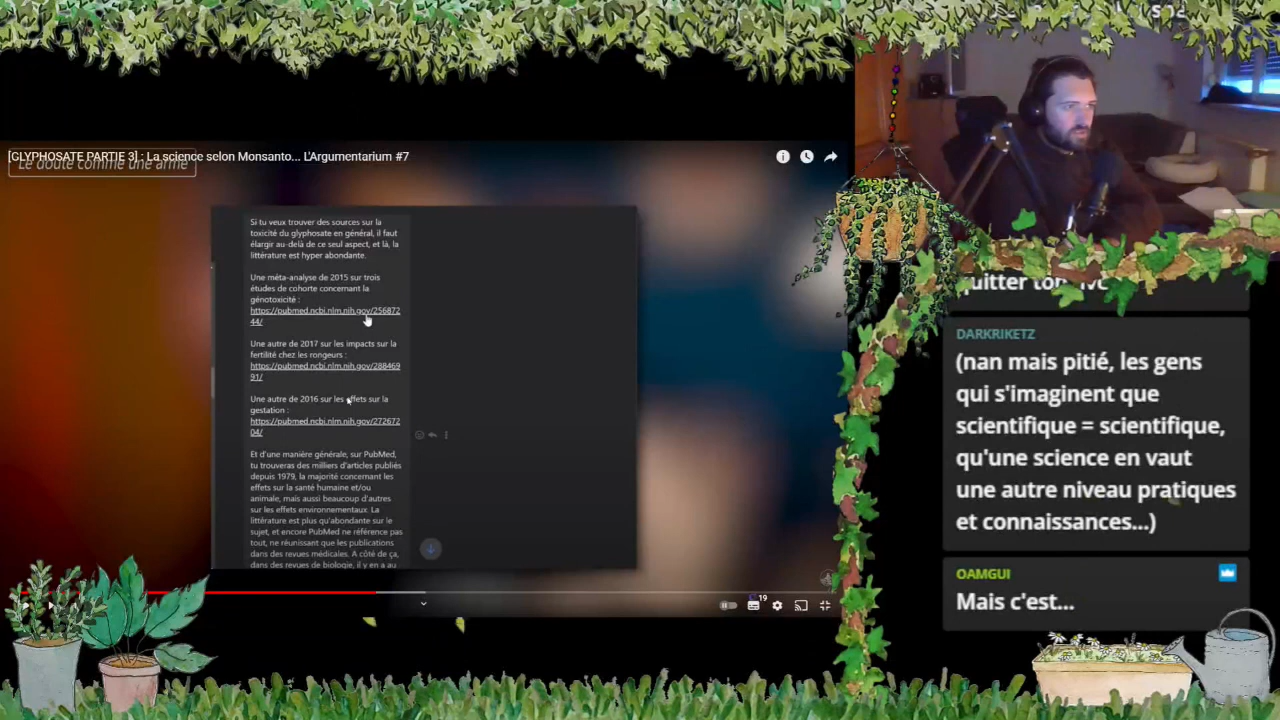 [GLYPHOSATE PARTIE 3] : La science selon Monsanto... L'Argumentarium #7
Le doute comme une arme
Si tu veux trouver des sources sur la
toxicité du glyphosate en général, il faut
élargir au-delà de ce seul aspect, et là, la
littérature est hyper abondante.
Une méta-analyse de 2015 sur trois
études de cohorte concernant la
génotoxicité :
https://pubmed.ncbi.nlm.nih.gov/256872
44/
Une autre de 2017 sur les impacts sur la
fertilité chez les rongeurs :
https://pubmed.ncbi.nlm.nih.gov/288469
91/
Une autre de 2016 sur les effets sur la
gestation :
https://pubmed.ncbi.nlm.nih.gov/272672
04/
Et d'une manière générale, sur PubMed,
tu trouveras des milliers d'articles publiés
depuis 1979, la majorité concernant les
effets sur la santé humaine et/ou
animale, mais aussi beaucoup d'autres
sur les effets environnementaux. La
littérature est plus qu'abondante sur le
sujet, et encore PubMed ne référence pas
tout, ne réunissant que les publications
dans des revues médicales. A côté de ça,
dans des revues de biologie, il y en a au
19
quitter
DARKRIKETZ
(nan mais pitié, les gens
qui s'imaginent que
scientifique = scientifique,
qu'une science en vaut
une autre niveau pratiques
et connaissances...)
OAMGUI
Mais c'est...